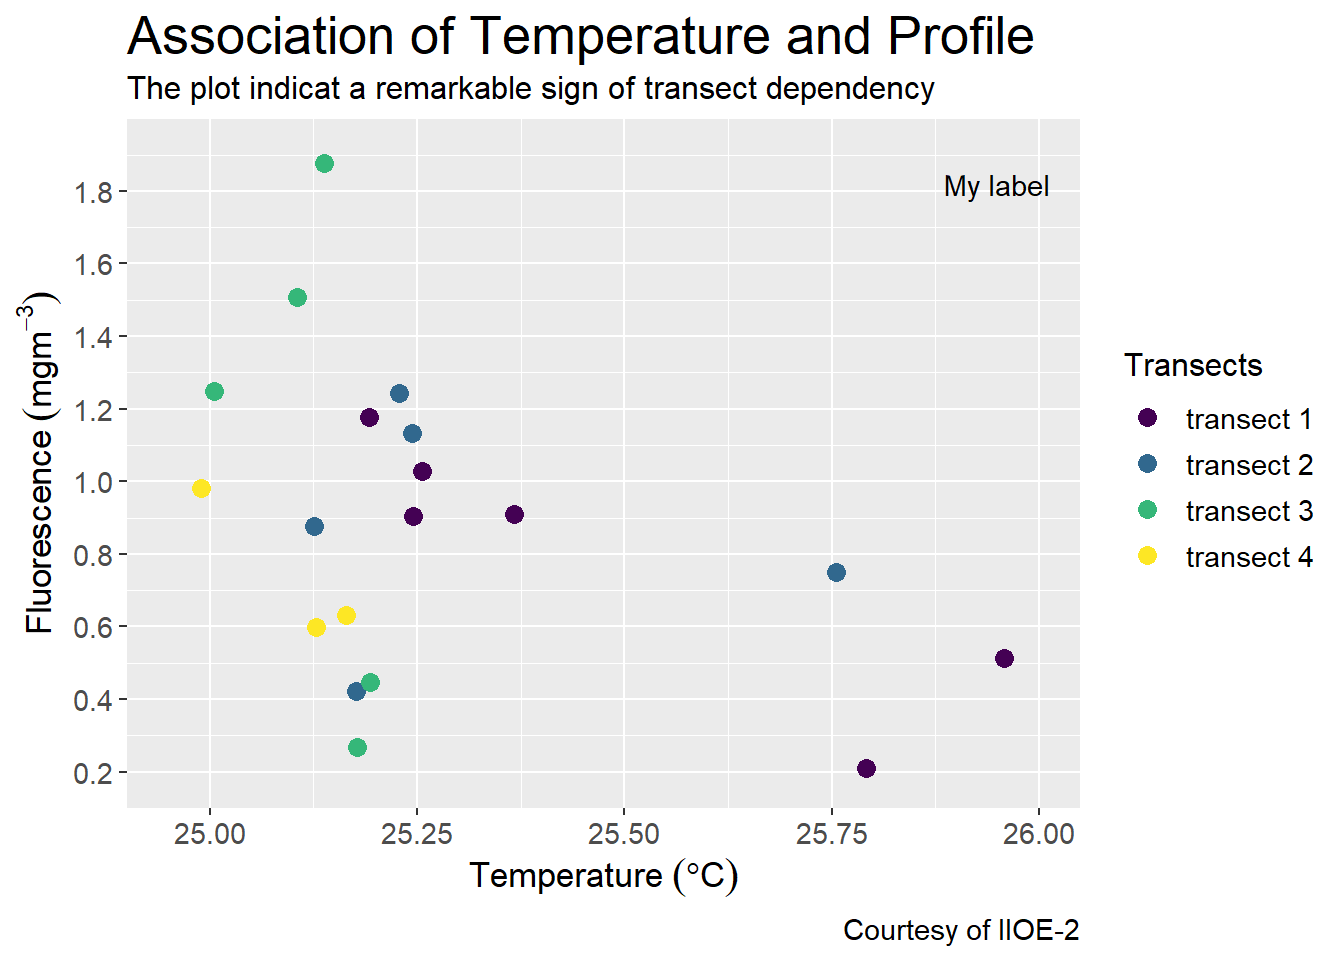 Association of Temperature and Profile
The plot indicat a remarkable sign of transect dependency
My label
1.8
1.6
1.4
1.2
1.0
0.8
0.6
0.4
0.2
Fluorescence (mgm⁻³)
25.00 25.25 25.50 25.75 26.00
Temperature (°C)
Transects
transect 1
transect 2
transect 3
transect 4
Courtesy of IIOE-2